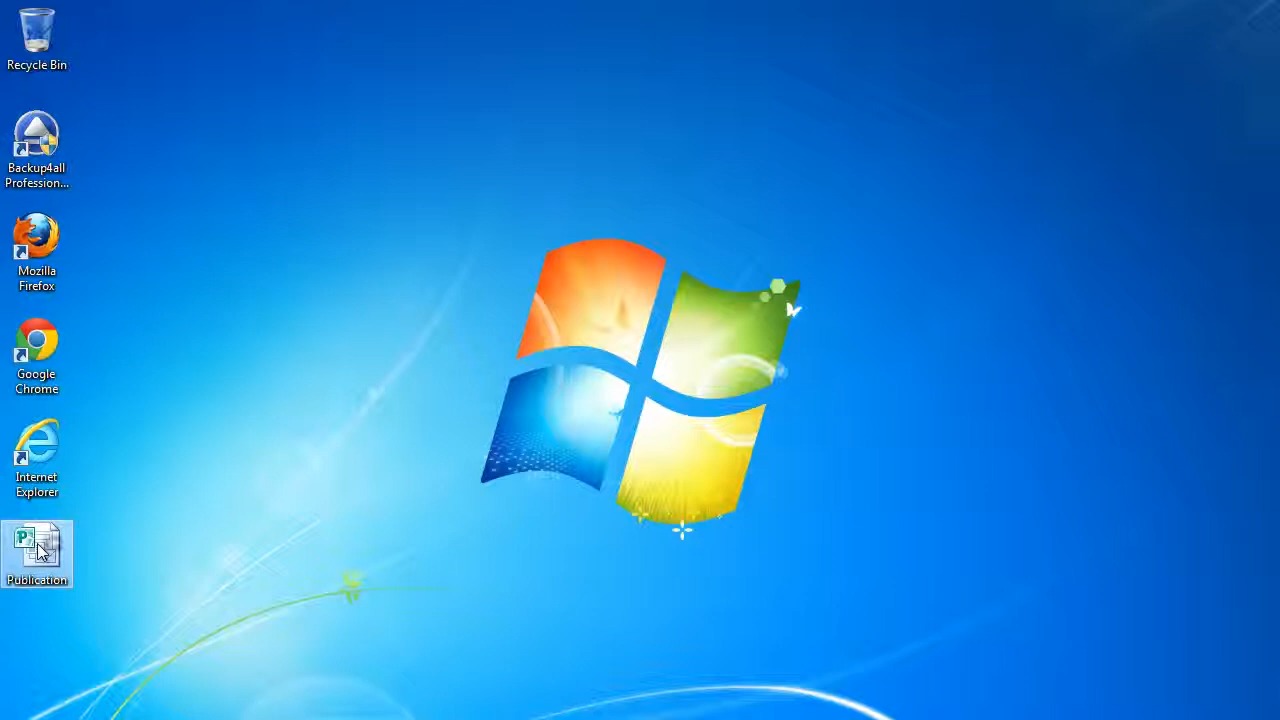 Recycle Bin
Backup4all
Profession...
Mozilla
Firefox
Google
Chrome
Internet
Explorer
P
Publication